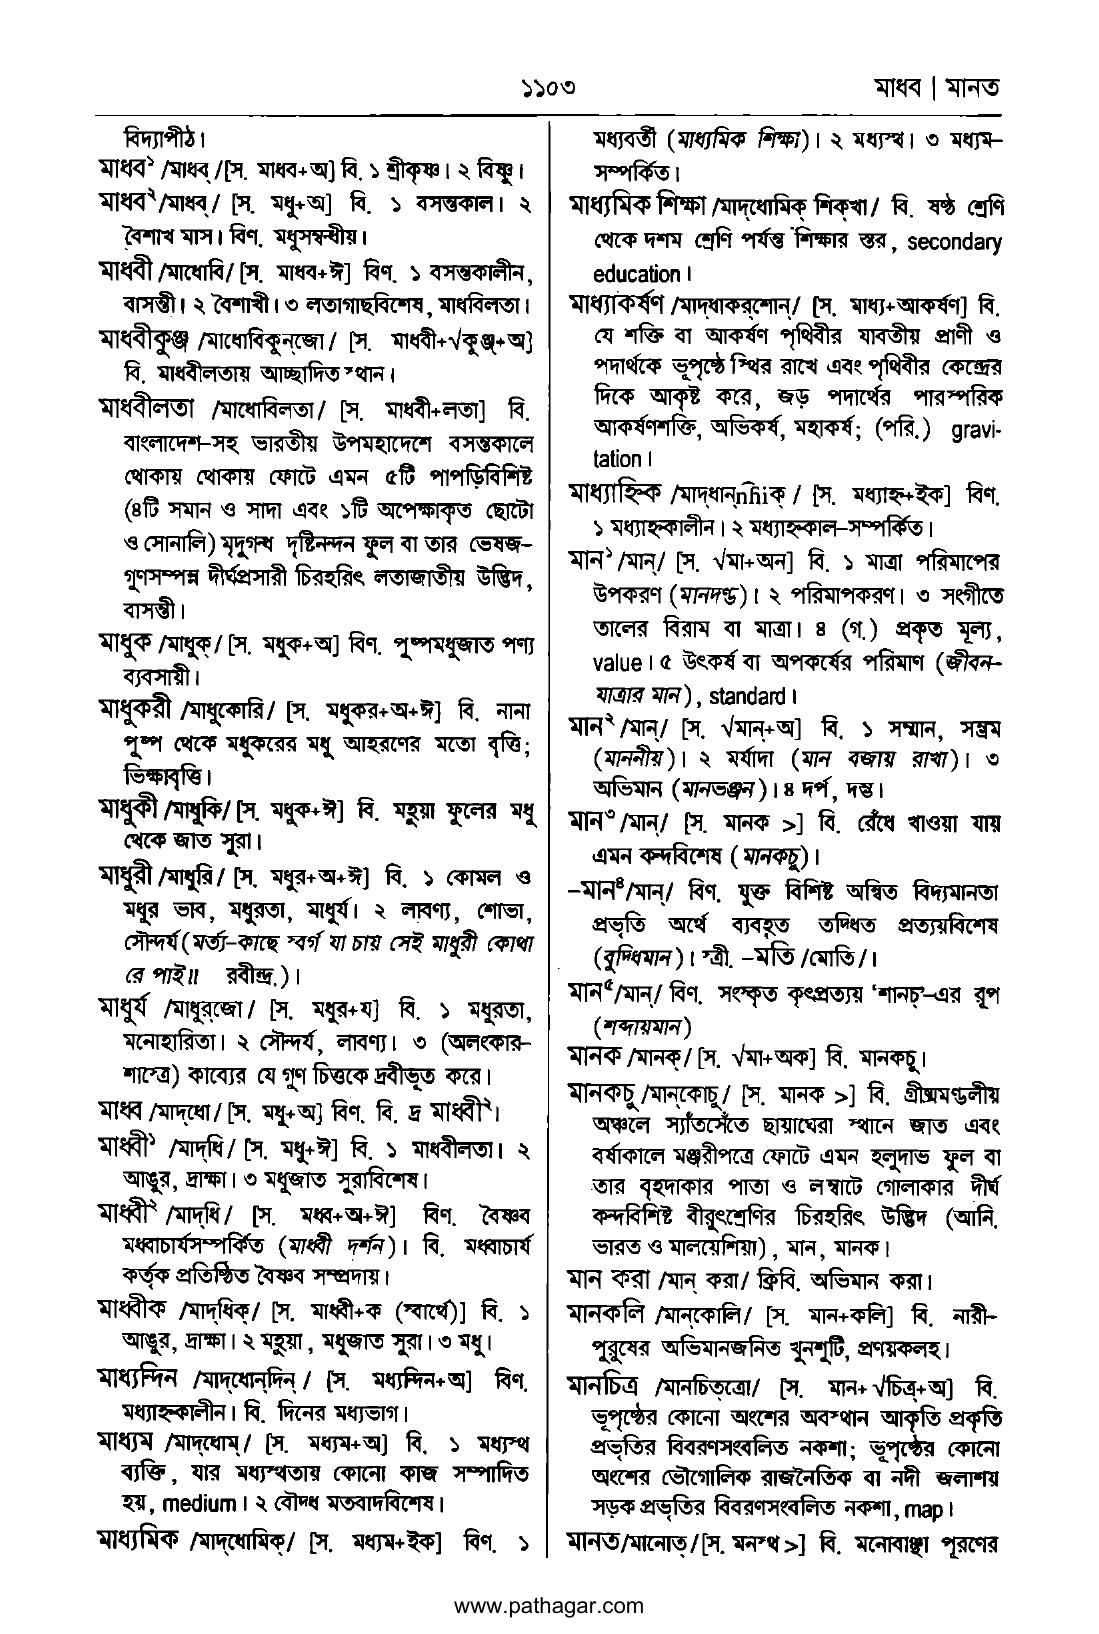 ১১০৩
মাধব | মানত
বিদ্যাপীঠ।
মাধব১ /মাধব্‌ /[স. মাধব+অ] বি. ১ শ্রীকৃষ্ণ। ২ বিষ্ণু।
মাধব২/মাধব্‌/ [স. মধু+অ] বি. ১ বসন্তকাল। ২
বৈশাখ মাস। বিণ. মধুসম্বন্ধীয়।
মাধবী /মাধোবি/ [স. মাধব+ঈ] বিণ. ১ বসন্তকালীন,
বাসন্তী। ২ বৈশাখী। ৩ লতাগাছবিশেষ, মাধবিলতা।
মাধবীকুঞ্জ /মাধোবিকুন্‌জো/ [স. মাধবী+√কুঞ্জ্‌+অ]
বি. মাধবীলতায় আচ্ছাদিত স্থান।
মাধবীলতা /মাধোবিলতা/ [স. মাধবী+লতা] বি.
বাংলাদেশ-সহ ভারতীয় উপমহাদেশে বসন্তকালে
থোকায় থোকায় ফোটে এমন ৫টি পাপড়িবিশিষ্ট
(৪টি সমান ও সাদা এবং ১টি অপেক্ষাকৃত ছোটো
ও সোনালি) মৃদুগন্ধ দৃষ্টিনন্দন ফুল বা তার ভেষজ-
গুণসম্পন্ন দীর্ঘপ্রসারী চিরহরিৎ লতাজাতীয় উদ্ভিদ,
বাসন্তী।
মাধুক /মাধুক্‌/ [স. মধুক+অ] বিণ. পুষ্পমধুজাত পণ্য
ব্যবসায়ী।
মাধুকরী /মাধুকোরি/ [স. মধুকর+অ+ঈ] বি. নানা
পুষ্প থেকে মধুকরের মধু আহরণের মতো বৃত্তি;
ভিক্ষাবৃত্তি।
মাধুকী /মাধুকি/ [স. মধুক+ঈ] বি. মহুয়া ফুলের মধু
থেকে জাত সুরা।
মাধুরী /মাধুরি/ [স. মধুর+অ+ঈ] বি. ১ কোমল ও
মধুর ভাব, মধুরতা, মাধুর্য। ২ লাবণ্য, শোভা,
সৌন্দর্য (মর্ত্য-কাছে স্বর্গ যা চায় সেই মাধুরী কোথা
রে পাই॥ রবীন্দ্র.)।
মাধুর্য /মাধুর্‌জো/ [স. মধুর+য] বি. ১ মধুরতা,
মনোহারিতা। ২ সৌন্দর্য, লাবণ্য। ৩ (অলংকার-
শাস্ত্রে) কাব্যের যে গুণ চিত্তকে দ্রবীভূত করে।
মাধ্ব /মাদ্‌ধো/ [স. মধু+অ] বিণ. বি. দ্র মাধ্বী২।
মাধ্বী১ /মাদ্‌ধি/ [স. মধু+ঈ] বি. ১ মাধবীলতা। ২
আঙুর, দ্রাক্ষা। ৩ মধুজাত সুরাবিশেষ।
মাধ্বী২ /মাদ্‌ধি/ [স. মধ্ব+অ+ঈ] বিণ. বৈষ্ণব
মধ্বাচার্যসম্পর্কিত (মাধ্বী দর্শন)। বি. মধ্বাচার্য
কর্তৃক প্রতিষ্ঠিত বৈষ্ণব সম্প্রদায়।
মাধ্বীক /মাদ্‌ধিক্‌/ [স. মাধ্বী+ক (স্বার্থে)] বি. ১
আঙুর, দ্রাক্ষা। ২ মহুয়া, মধুজাত সুরা। ৩ মধু।
মাধ্যন্দিন /মাদ্‌ধোন্‌দিন্‌/ [স. মধ্যন্দিন+অ] বিণ.
মধ্যাহ্নকালীন। বি. দিনের মধ্যভাগ।
মাধ্যম /মাদ্‌ধোম্‌/ [স. মধ্যম+অ] বি. ১ মধ্যস্থ
ব্যক্তি, যার মধ্যস্থতায় কোনো কাজ সম্পাদিত
হয়, medium। ২ বৌদ্ধ মতবাদবিশেষ।
মাধ্যমিক /মাদ্‌ধোমিক্‌/ [স. মধ্যম+ইক] বিণ. ১
মধ্যবর্তী (মাধ্যমিক শিক্ষা)। ২ মধ্যস্থ। ৩ মধ্যম-
সম্পর্কিত।
মাধ্যমিক শিক্ষা /মাদ্‌ধোমিক্‌ শিক্‌খা/ বি. ষষ্ঠ শ্রেণি
থেকে দশম শ্রেণি পর্যন্ত শিক্ষার স্তর, secondary
education।
মাধ্যাকর্ষণ /মাদ্‌ধাকর্‌শোন্‌/ [স. মাধ্য+আকর্ষণ] বি.
যে শক্তি বা আকর্ষণ পৃথিবীর যাবতীয় প্রাণী ও
পদার্থকে ভূপৃষ্ঠে স্থির রাখে এবং পৃথিবীর কেন্দ্রের
দিকে আকৃষ্ট করে, জড় পদার্থের পারস্পরিক
আকর্ষণশক্তি, অভিকর্ষ, মহাকর্ষ; (পরি.) gravi-
tation।
মাধ্যাহ্নিক /মাদ্‌ধান্‌nñiক্‌ / [স. মধ্যাহ্ন+ইক] বিণ.
১ মধ্যাহ্নকালীন। ২ মধ্যাহ্নকাল-সম্পর্কিত।
মান১ /মান্‌/ [স. √মা+অন] বি. ১ মাত্রা পরিমাপের
উপকরণ (মানদণ্ড)। ২ পরিমাপকরণ। ৩ সংগীতে
তালের বিরাম বা মাত্রা। ৪ (গ.) প্রকৃত মূল্য,
value। ৫ উৎকর্ষ বা অপকর্ষের পরিমাণ (জীবন-
যাত্রার মান), standard।
মান২ /মান্‌/ [স. √মান্‌+অ] বি. ১ সম্মান, সম্ভ্রম
(মাননীয়)। ২ মর্যাদা (মান বজায় রাখা)। ৩
অভিমান (মানভঞ্জন)। ৪ দর্প, দম্ভ।
মান৩ /মান্‌/ [স. মানক >] বি. রেঁধে খাওয়া যায়
এমন কন্দবিশেষ (মানকচু)।
-মান৪/মান্‌/ বিণ. যুক্ত বিশিষ্ট অন্বিত বিদ্যমানতা
প্রভৃতি অর্থে ব্যবহৃত তদ্ধিত প্রত্যয়বিশেষ
(বুদ্ধিমান)। স্ত্রী. -মতি /মোতি/।
মান৫/মান্‌/ বিণ. সংস্কৃত কৃৎপ্রত্যয় ‘শানচ্‌’-এর রূপ
(শব্দায়মান)
মানক /মানক্‌/ [স. √মা+অক] বি. মানকচু।
মানকচু /মান্‌কোচু/ [স. মানক >] বি. গ্রীষ্মমণ্ডলীয়
অঞ্চলে স্যাঁতসেঁতে ছায়াঘেরা স্থানে জাত এবং
বর্ষাকালে মঞ্জরীপত্রে ফোটে এমন হলুদাভ ফুল বা
তার বৃহদাকার পাতা ও লম্বাটে গোলাকার দীর্ঘ
কন্দবিশিষ্ট বীরুৎশ্রেণির চিরহরিৎ উদ্ভিদ (আনি.
ভারত ও মালয়েশিয়া), মান, মানক।
মান করা /মান্‌ করা/ ক্রিবি. অভিমান করা।
মানকলি /মান্‌কোলি/ [স. মান+কলি] বি. নারী-
পুরুষের অভিমানজনিত খুনশুটি, প্রণয়কলহ।
মানচিত্র /মানচিত্‌ত্রো/ [স. মান+ √চিত্র্‌+অ] বি.
ভূপৃষ্ঠের কোনো অংশের অবস্থান আকৃতি প্রকৃতি
প্রভৃতির বিবরণসংবলিত নকশা; ভূপৃষ্ঠের কোনো
অংশের ভৌগোলিক রাজনৈতিক বা নদী জলাশয়
সড়ক প্রভৃতির বিবরণসংবলিত নকশা, map।
মানত/মানোত্‌/[স. মনস্থ >] বি. মনোবাঞ্ছা পূরণের
www.pathagar.com